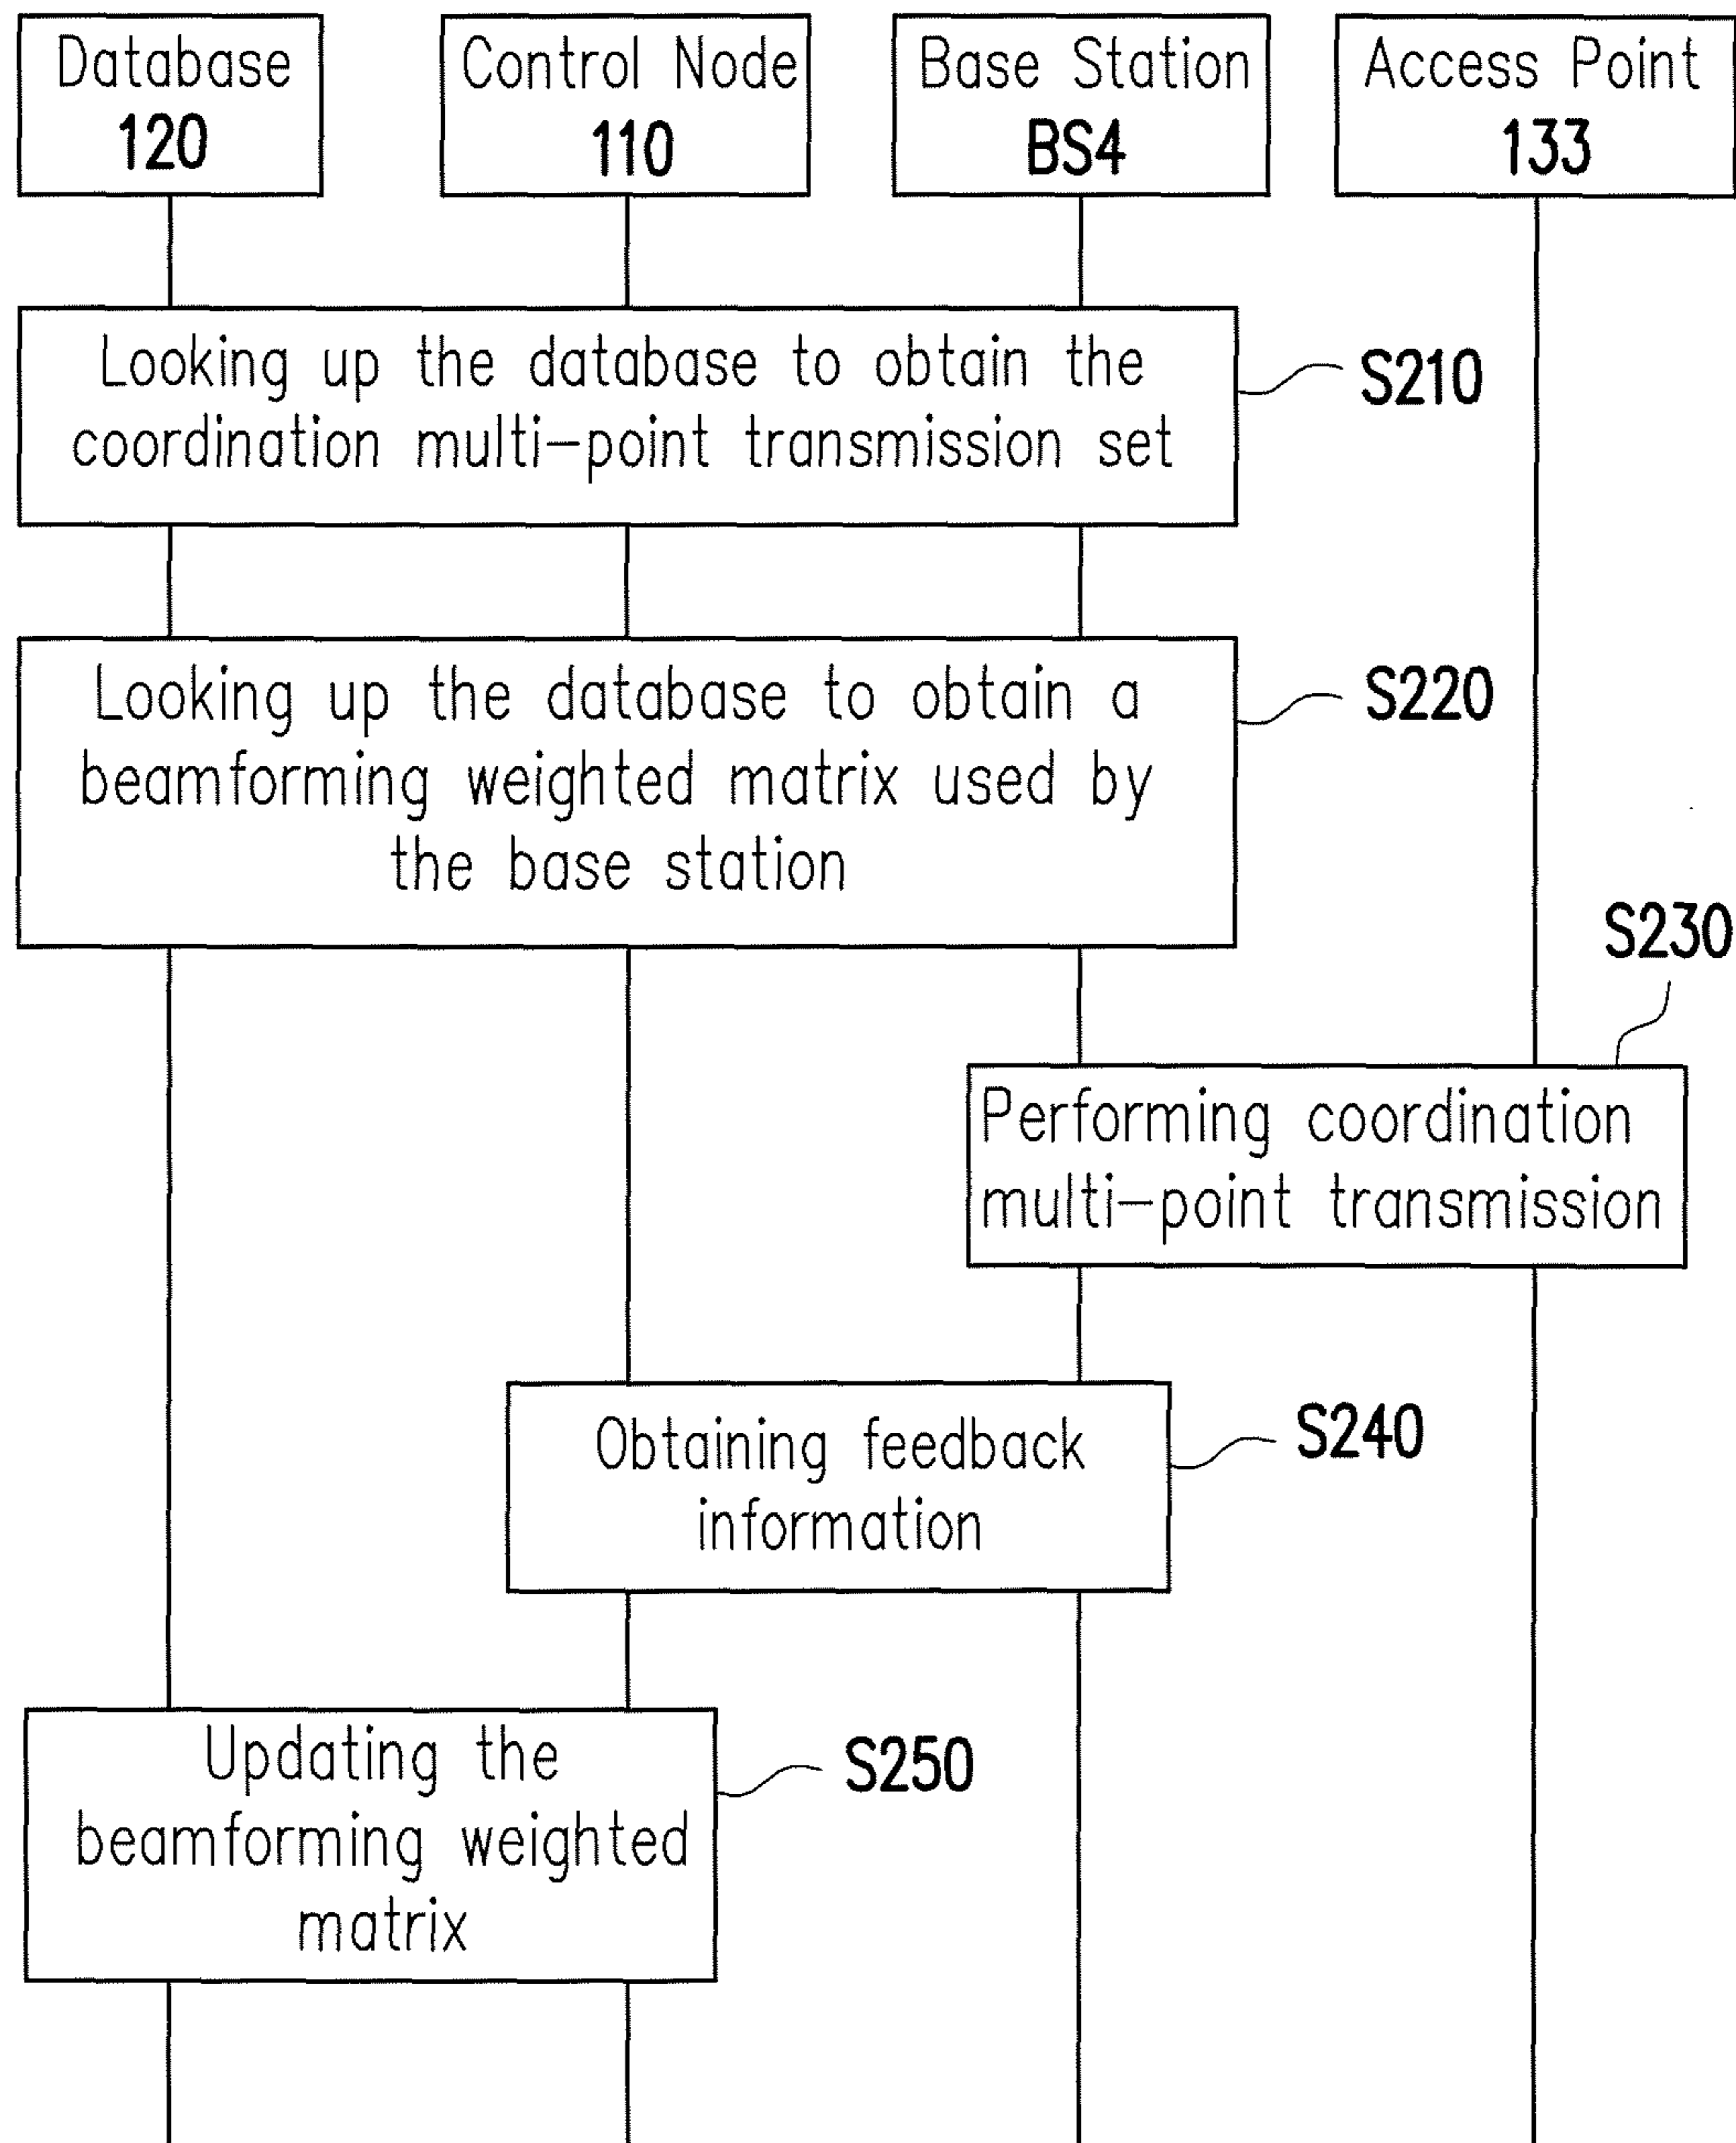 Database
120
Control Node
110
Base Station
BS4
Access Point
133
Looking up the database to obtain the
coordination multi-point transmission set
S210
Looking up the database to obtain a
beamforming weighted matrix used by
the base station
S220
S230
Performing coordination
multi-point transmission
Obtaining feedback
information
S240
Updating the
beamforming weighted
matrix
S250